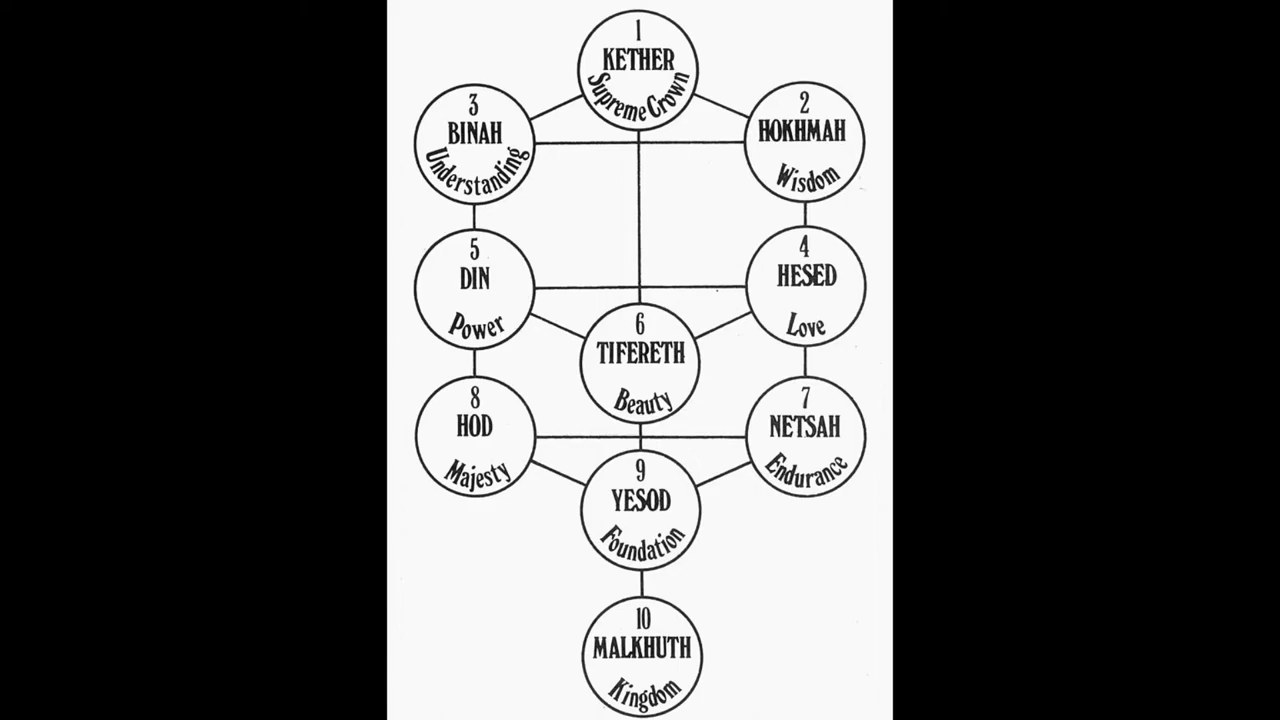 1
KETHER
Supreme Crown
3
BINAH
Understanding
2
HOKHMAH
Wisdom
5
DIN
Power
4
HESED
Love
6
TIFERETH
Beauty
8
HOD
Majesty
7
NETSAH
Endurance
9
YESOD
Foundation
10
MALKHUTH
Kingdom